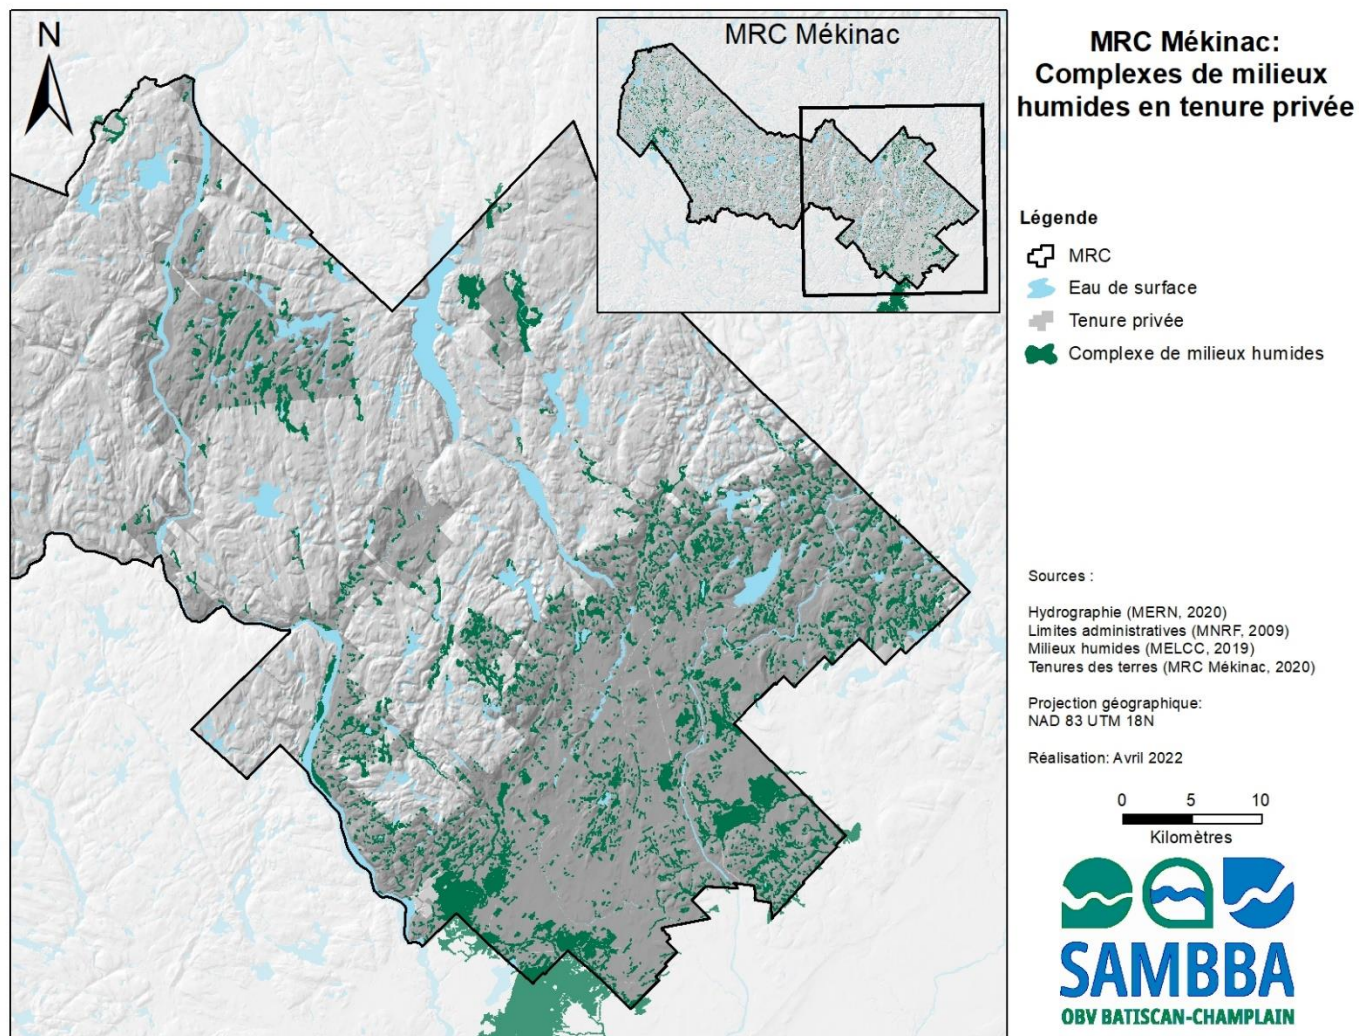 N
MRC Mékinac
MRC Mékinac:
Complexes de milieux
humides en tenure privée
Légende
MRC
Eau de surface
Tenure privée
Complexe de milieux humides
Sources :
Hydrographie (MERN, 2020)
Limites administratives (MNRF, 2009)
Milieux humides (MELCC, 2019)
Tenures des terres (MRC Mékinac, 2020)
Projection géographique:
NAD 83 UTM 18N
Réalisation: Avril 2022
0 5 10
Kilomètres
SAMBBA
OBV BATISCAN-CHAMPLAIN